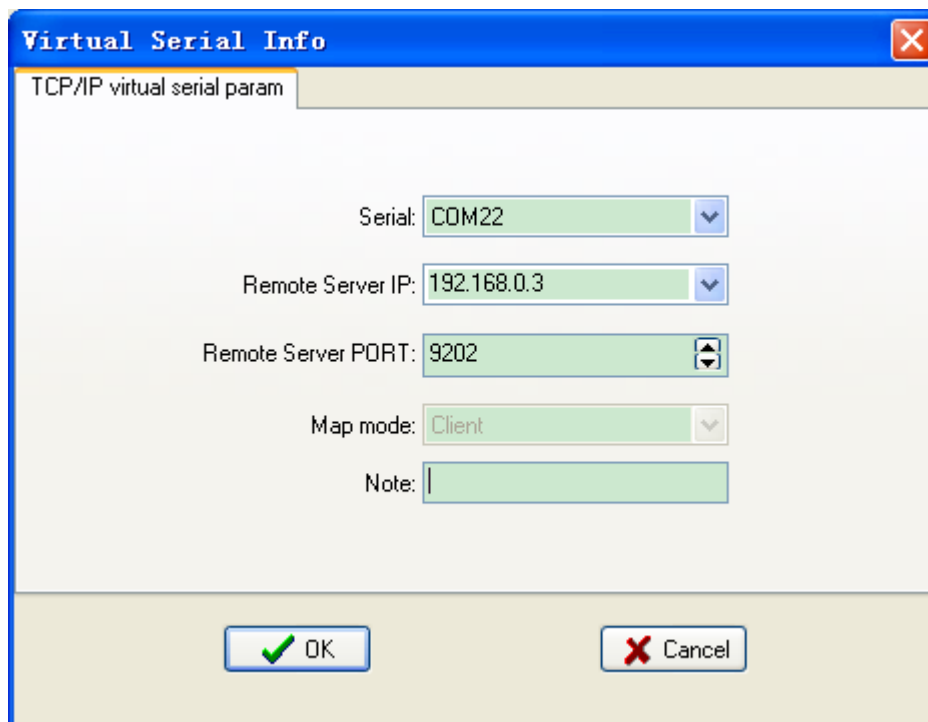 Virtual Serial Info
TCP/IP virtual serial param
Serial: COM22
Remote Server IP: 192.168.0.3
Remote Server PORT: 9202
Map mode: Client
Note:
OK Cancel